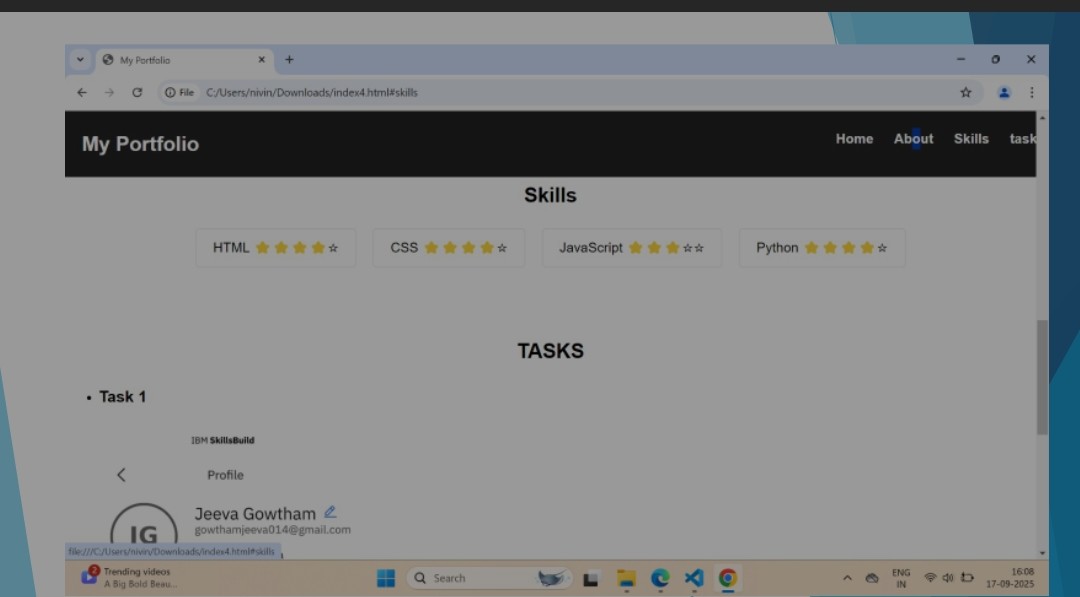 My Portfolio
File C:/Users/nivin/Downloads/index4.html#skills
My Portfolio
Home About Skills task
Skills
HTML ⭐⭐⭐⭐☆ CSS ⭐⭐⭐⭐☆ JavaScript ⭐⭐⭐☆☆ Python ⭐⭐⭐⭐☆
TASKS
• Task 1
IBM SkillsBuild
Profile
Jeeva Gowtham
IG
gowthamjeeva014@gmail.com
file:///C:/Users/nivin/Downloads/index4.html#skills
2
Trending videos
A Big Bold Beau...
Search
ENG
IN
16:08
17-09-2025